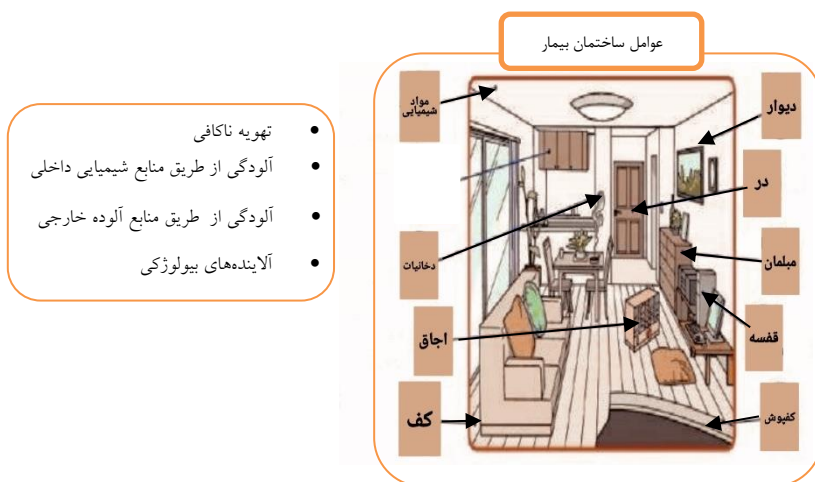 عوامل ساختمان بیمار
مواد
شیمیایی
دیوار
در
دخانیات
مبلمان
اجاق
قفسه
کف
کفپوش
تهویه ناکافی
آلودگی از طریق منابع شیمیایی داخلی
آلودگی از طریق منابع آلوده خارجی
آلاینده‌های بیولوژکی